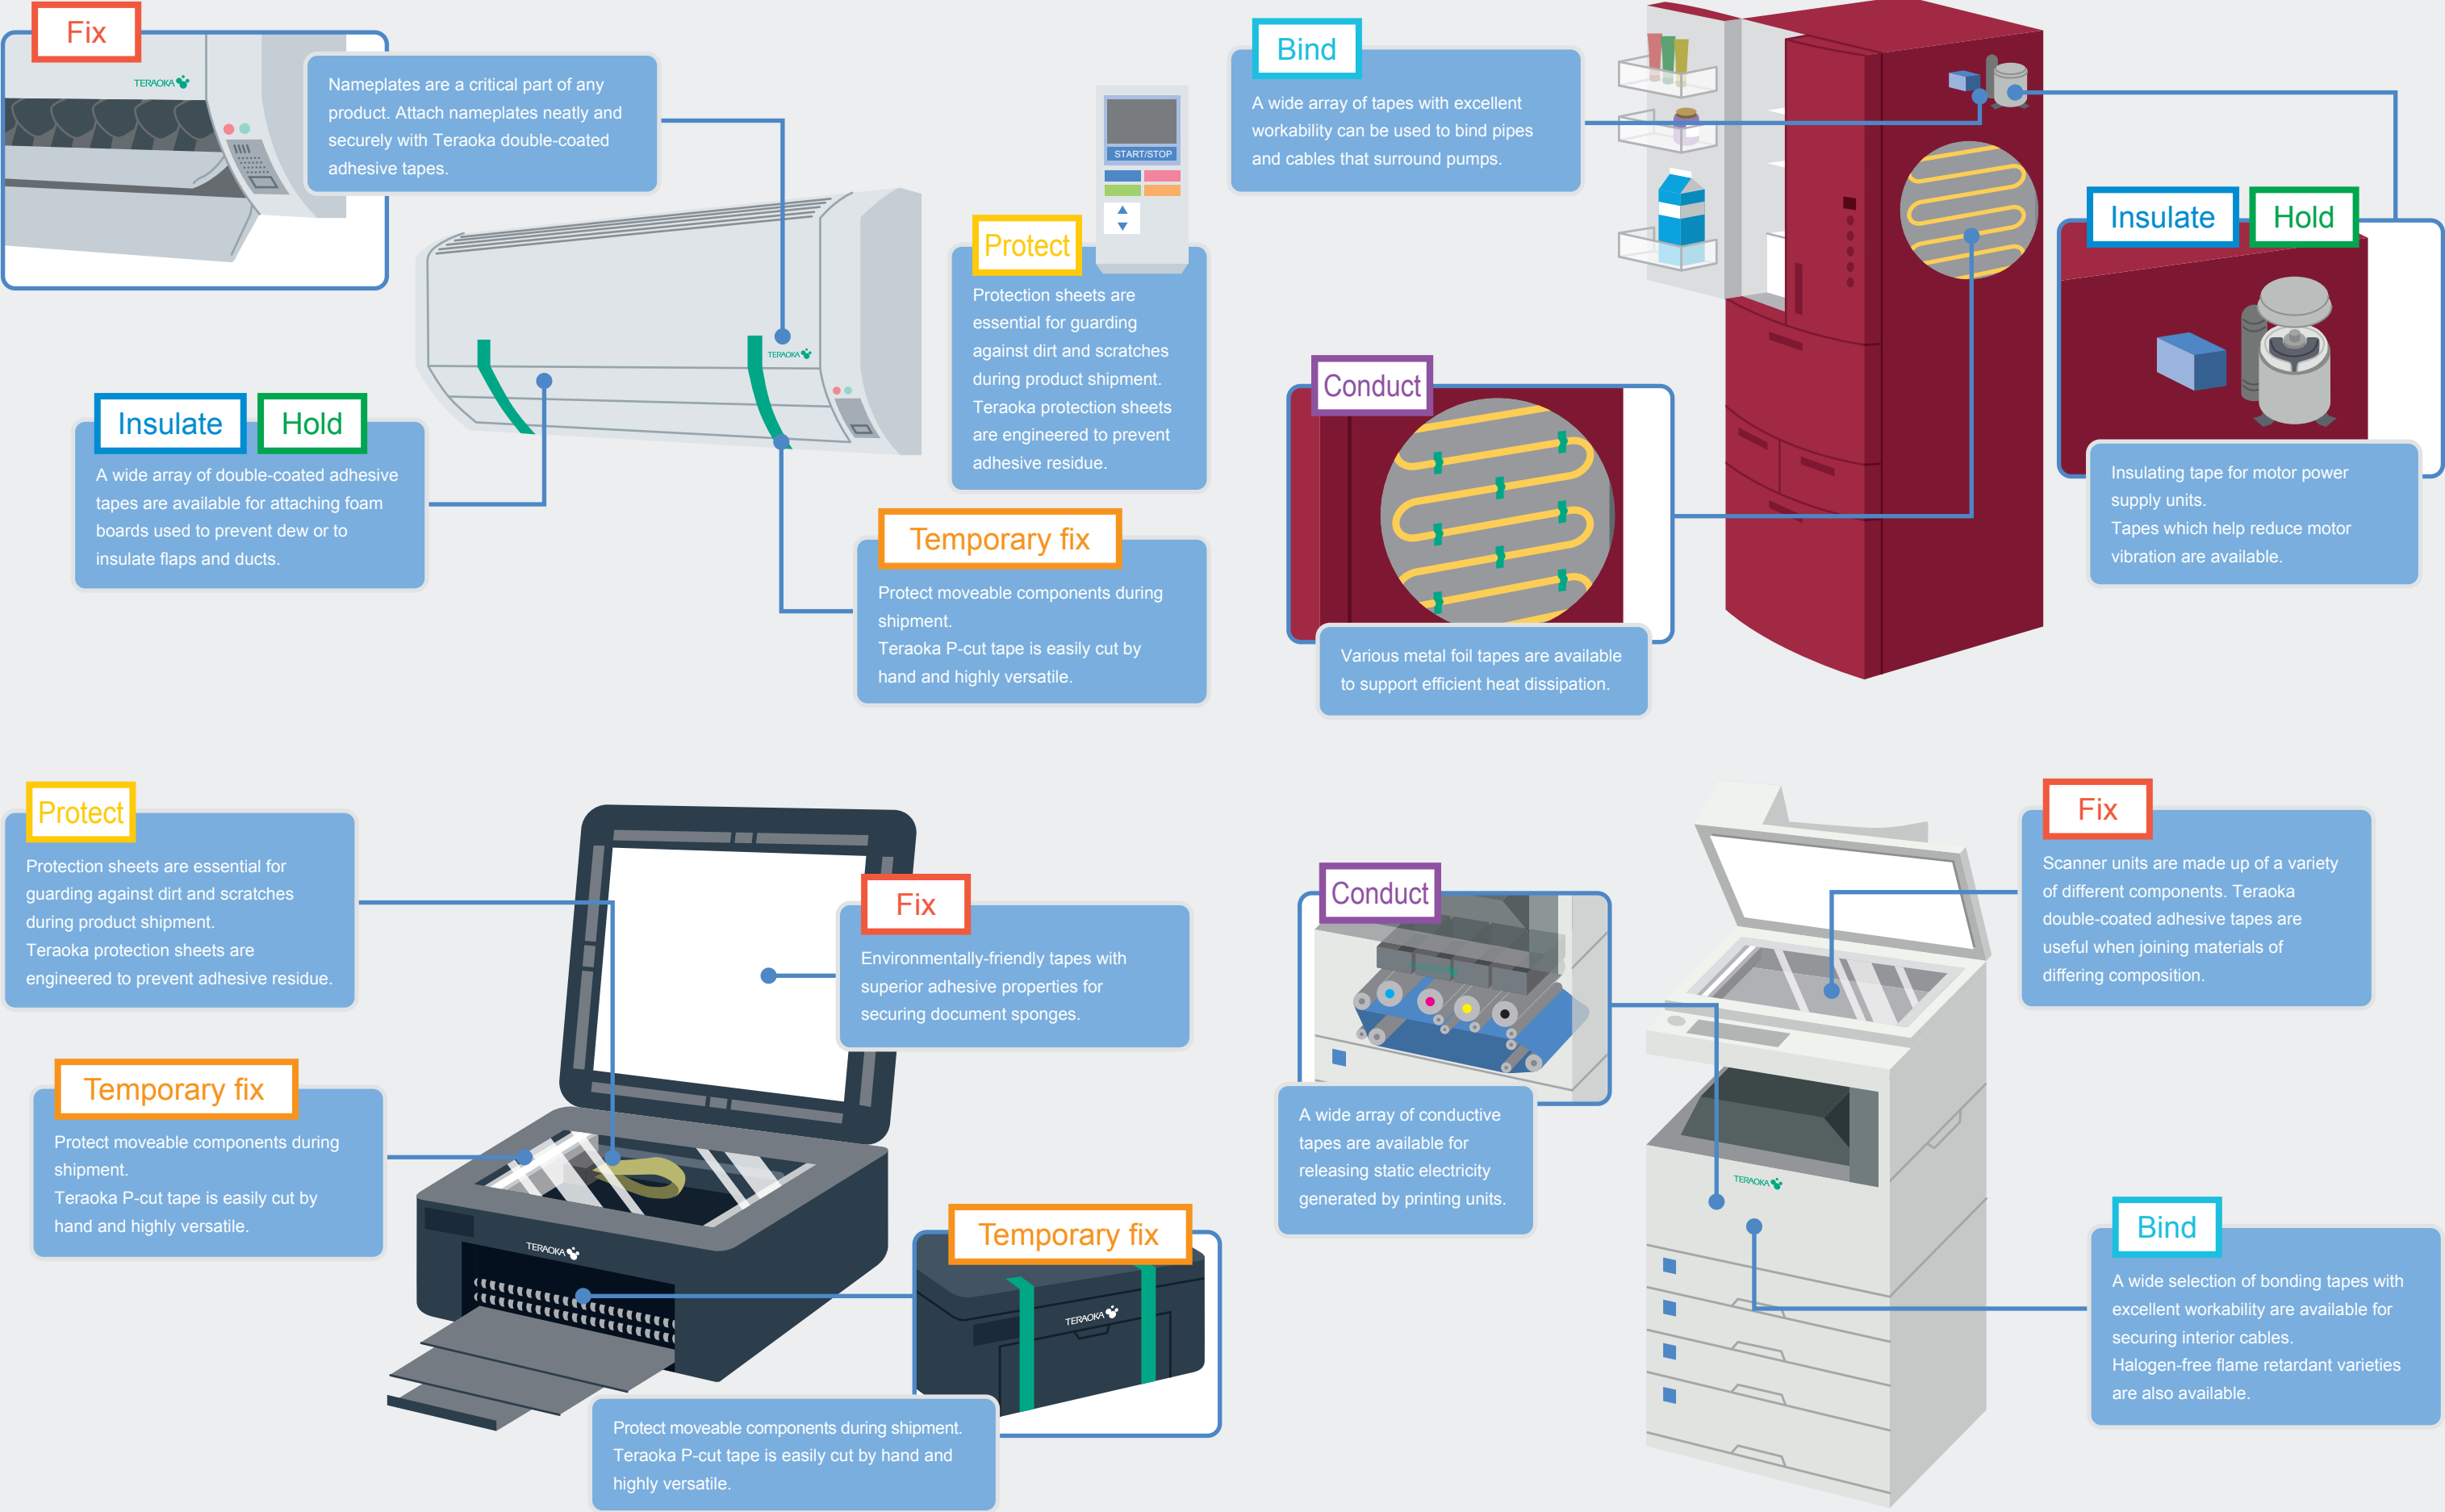 Fix
TERAOKA
Nameplates are a critical part of any
product. Attach nameplates neatly and
securely with Teraoka double-coated
adhesive tapes.
START/STOP
Protect
Protection sheets are
essential for guarding
against dirt and scratches
during product shipment.
Teraoka protection sheets
are engineered to prevent
adhesive residue.
TERAOKA
Insulate
Hold
A wide array of double-coated adhesive
tapes are available for attaching foam
boards used to prevent dew or to
insulate flaps and ducts.
Temporary fix
Protect moveable components during
shipment.
Teraoka P-cut tape is easily cut by
hand and highly versatile.
Bind
A wide array of tapes with excellent
workability can be used to bind pipes
and cables that surround pumps.
Insulate
Hold
Insulating tape for motor power
supply units.
Tapes which help reduce motor
vibration are available.
Conduct
Various metal foil tapes are available
to support efficient heat dissipation.
Protect
Protection sheets are essential for
guarding against dirt and scratches
during product shipment.
Teraoka protection sheets are
engineered to prevent adhesive residue.
Fix
Environmentally-friendly tapes with
superior adhesive properties for
securing document sponges.
Temporary fix
Protect moveable components during
shipment.
Teraoka P-cut tape is easily cut by
hand and highly versatile.
TERAOKA
Temporary fix
TERAOKA
Protect moveable components during shipment.
Teraoka P-cut tape is easily cut by hand and
highly versatile.
Conduct
A wide array of conductive
tapes are available for
releasing static electricity
generated by printing units.
Fix
Scanner units are made up of a variety
of different components. Teraoka
double-coated adhesive tapes are
useful when joining materials of
differing composition.
TERAOKA
Bind
A wide selection of bonding tapes with
excellent workability are available for
securing interior cables.
Halogen-free flame retardant varieties
are also available.